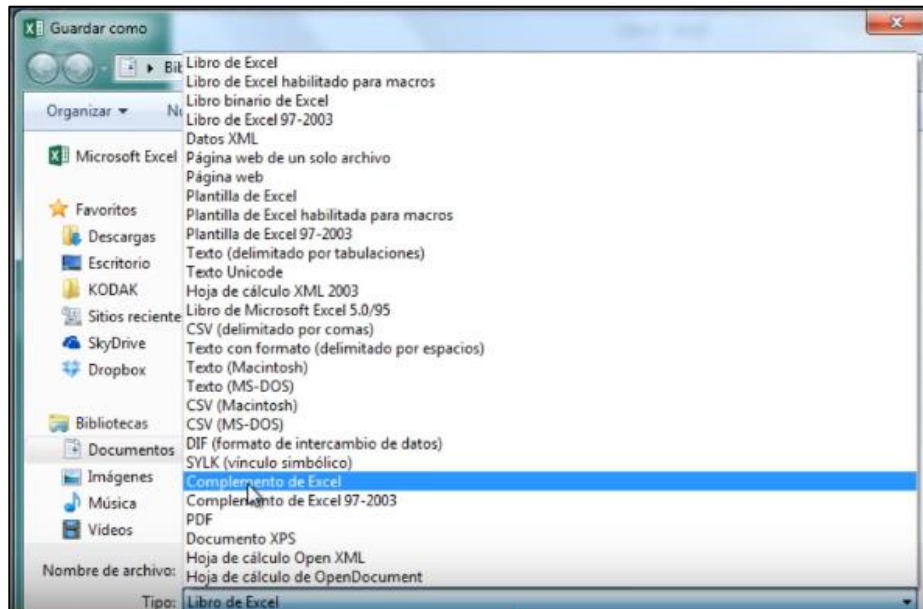 Guardar como
Bib
Organizar
Nu
Microsoft Excel
Favoritos
Descargas
Escritorio
KODAK
Sitios reciente
SkyDrive
Dropbox
Bibliotecas
Documentos
Imágenes
Música
Vídeos
Libro de Excel
Libro de Excel habilitado para macros
Libro binario de Excel
Libro de Excel 97-2003
Datos XML
Página web de un solo archivo
Página web
Plantilla de Excel
Plantilla de Excel habilitada para macros
Plantilla de Excel 97-2003
Texto (delimitado por tabulaciones)
Texto Unicode
Hoja de cálculo XML 2003
Libro de Microsoft Excel 5.0/95
CSV (delimitado por comas)
Texto con formato (delimitado por espacios)
Texto (Macintosh)
Texto (MS-DOS)
CSV (Macintosh)
CSV (MS-DOS)
DIF (formato de intercambio de datos)
SYLK (vínculo simbólico)
Complemento de Excel
Complemento de Excel 97-2003
PDF
Documento XPS
Hoja de cálculo Open XML
Hoja de cálculo de OpenDocument
Nombre de archivo:
Tipo: Libro de Excel